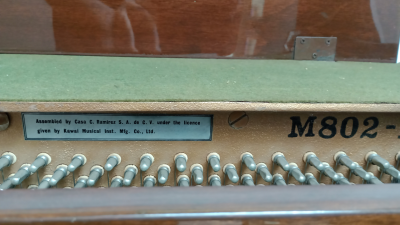 Assembled by Casa G. Ramirez S. A. de C. V. under the licence
given by Kawai Musical Inst. Mfg. Co., Ltd.
M802-